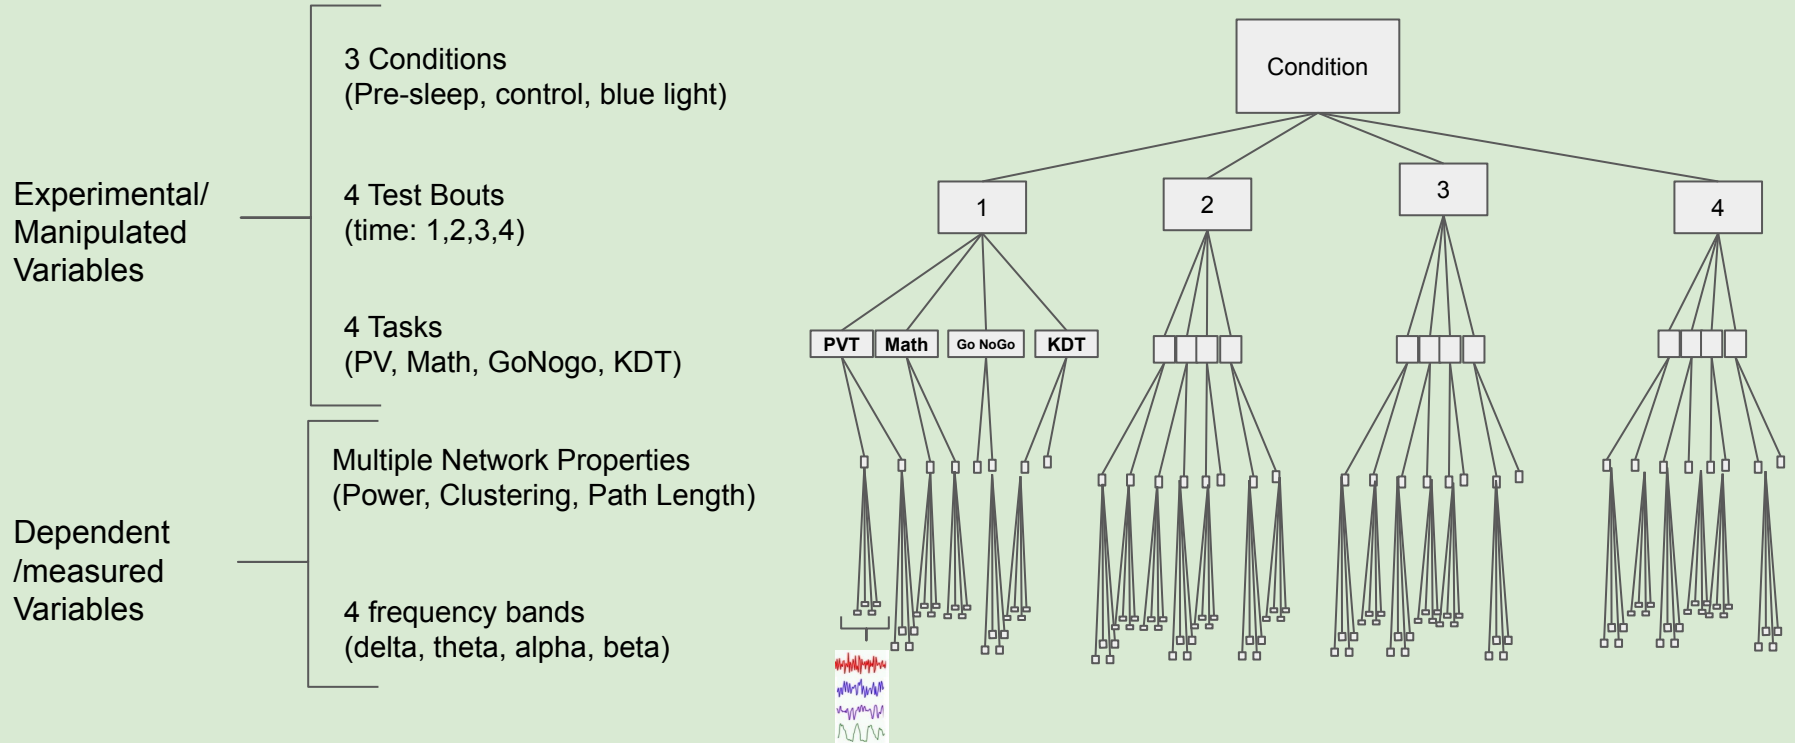 Experimental/
Manipulated
Variables
3 Conditions
(Pre-sleep, control, blue light)
4 Test Bouts
(time: 1,2,3,4)
4 Tasks
(PV, Math, GoNogo, KDT)
Dependent
/measured
Variables
Multiple Network Properties
(Power, Clustering, Path Length)
4 frequency bands
(delta, theta, alpha, beta)
Condition
1
2
3
4
PVT
Math
Go NoGo
KDT